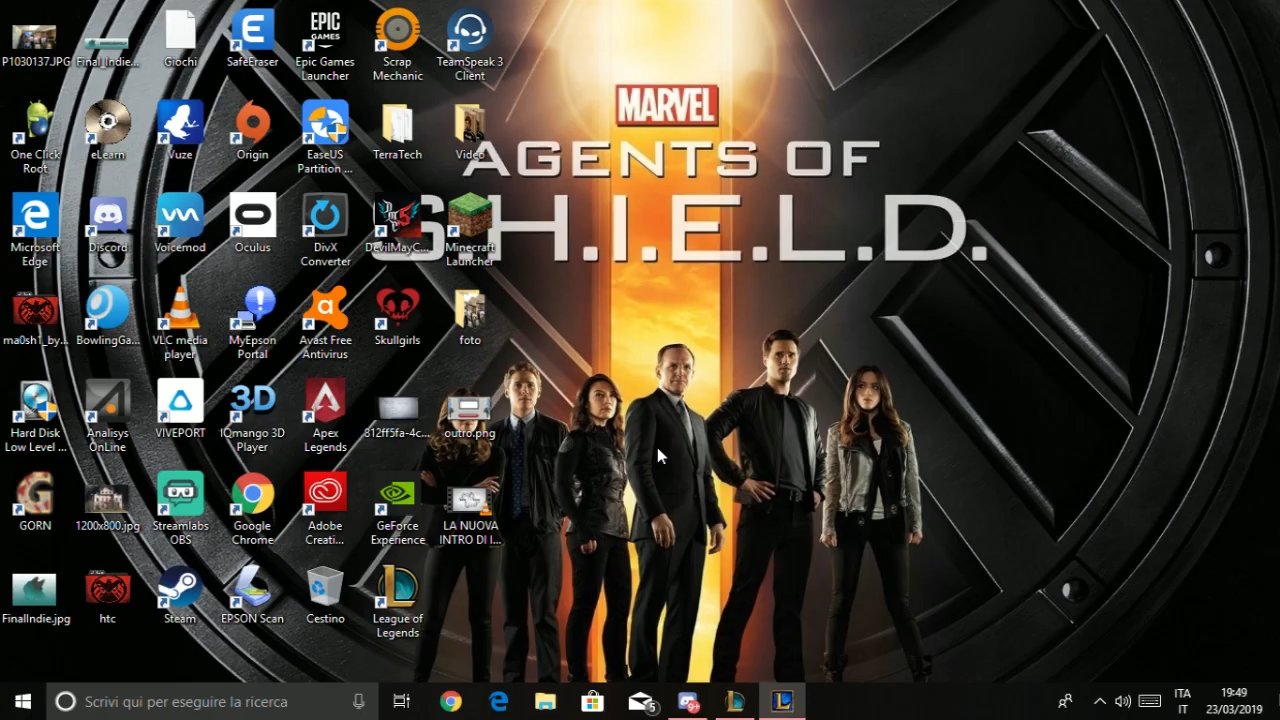 P1030137.JPG
Final_Indie...
Giochi
SafeEraser
EPIC
GAMES
Epic Games
Launcher
Scrap
Mechanic
TeamSpeak 3
Client
MARVEL
AGENTS OF
S.H.I.E.L.D.
One Click
Root
eLearn
Vuze
Origin
EaseUS
Partition ...
TerraTech
Video
Microsoft
Edge
Discord
Voicemod
Oculus
DivX
Converter
DevilMayC...
Minecraft
Launcher
ma0sh1_by...
BowlingGa...
VLC media
player
MyEpson
Portal
Avast Free
Antivirus
Skullgirls
foto
Hard Disk
Low Level ...
Analisys
OnLine
VIVEPORT
3D
IQmango 3D
Player
Apex
Legends
812ff5fa-4c...
outro.png
GORN
1200x800.jpg
Streamlabs
OBS
Google
Chrome
Adobe
Creati...
GeForce
Experience
LA NUOVA
INTRO DI I...
FinalIndie.jpg
htc
Steam
EPSON Scan
Cestino
League of
Legends
Scrivi qui per eseguire la ricerca
5
9+
ITA
IT
19:49
23/03/2019